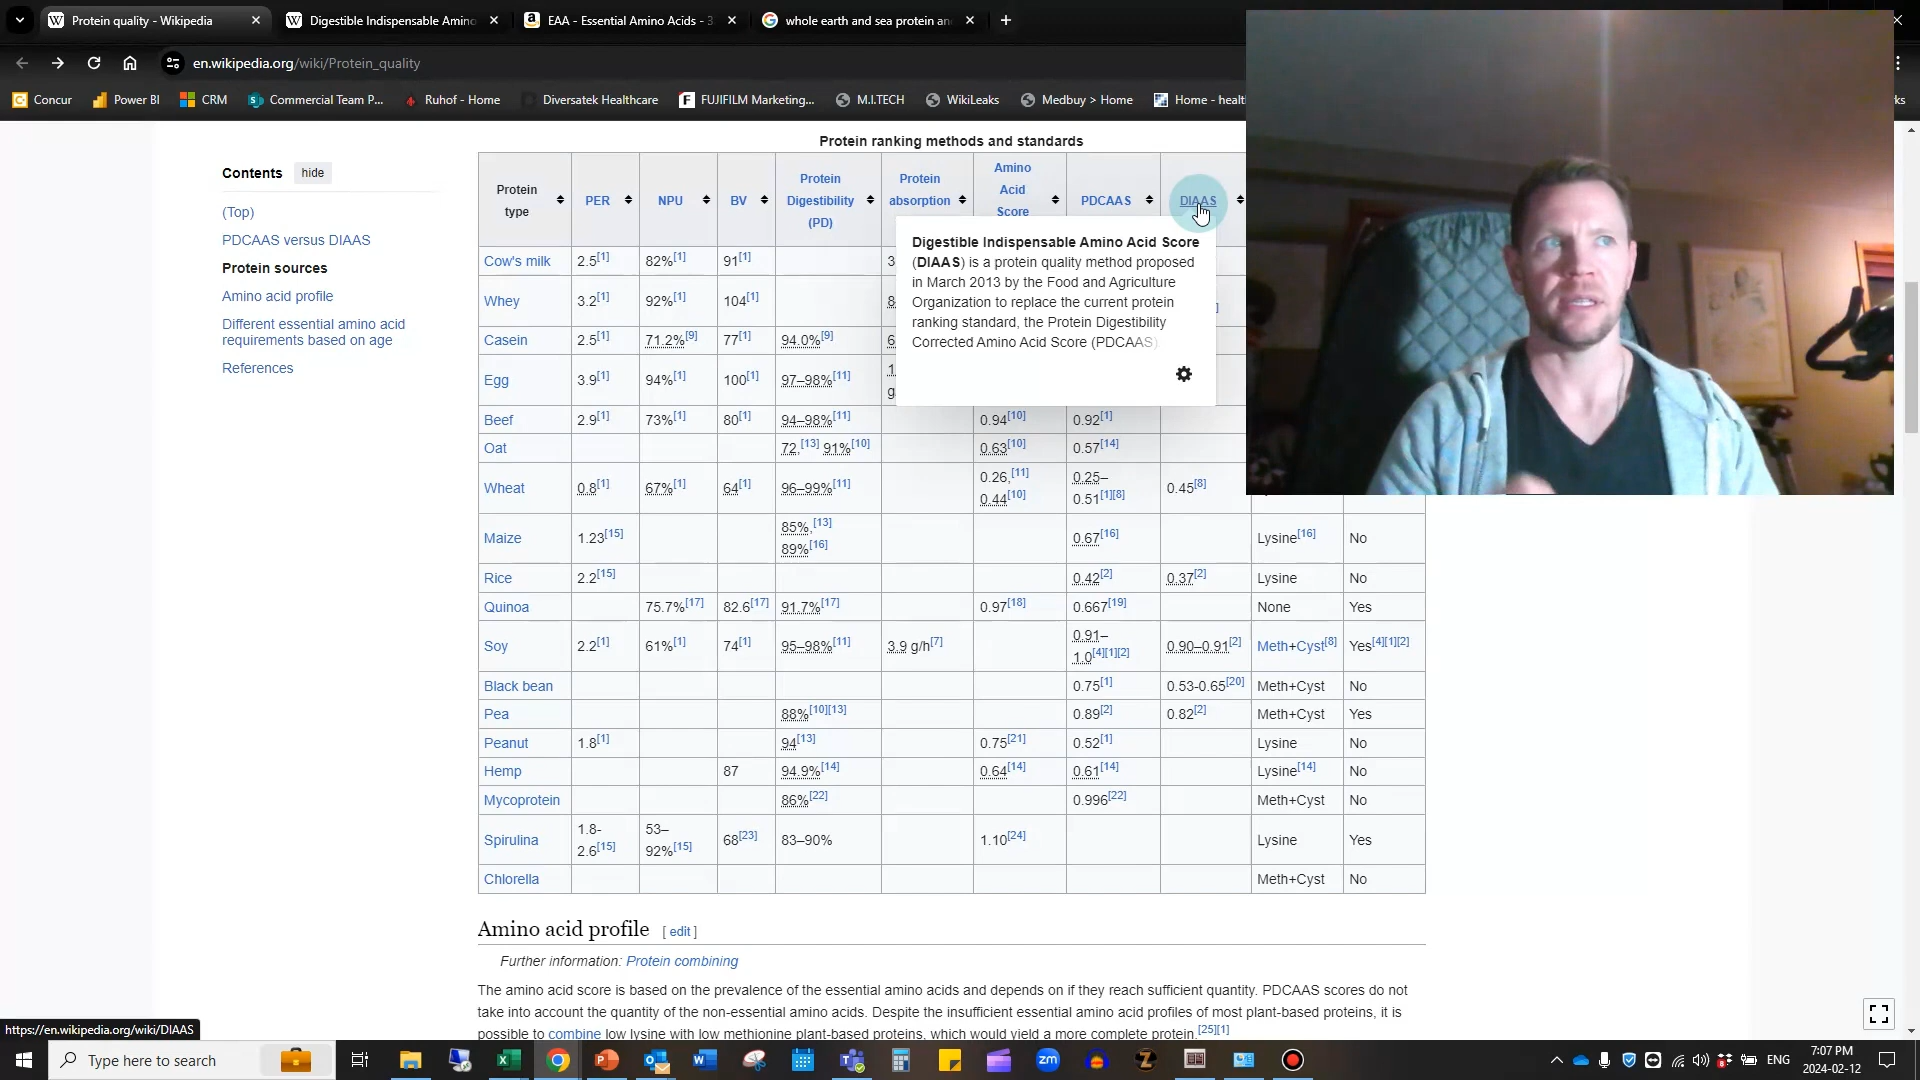 Protein quality - Wikipedia
Digestible Indispensable Amino
EAA - Essential Amino Acids - 3
whole earth and sea protein an
en.wikipedia.org/wiki/Protein_quality
Concur
Power BI
CRM
Commercial Team P...
Ruhof - Home
Diversatek Healthcare
FUJIFILM Marketing...
M.I.TECH
WikiLeaks
Medbuy > Home
Home - healt
ks
Contents hide
(Top)
PDCAAS versus DIAAS
Protein sources
Amino acid profile
Different essential amino acid
requirements based on age
References
Protein ranking methods and standards
Protein type PER NPU BV Protein Digestibility (PD) Protein absorption Amino Acid Score PDCAAS DIAAS
Cow's milk 2.5[1] 82%[1] 91[1] 3
Whey 3.2[1] 92%[1] 104[1] 8 ]
Casein 2.5[1] 71.2%[9] 77[1] 94.0%[9] 6
Egg 3.9[1] 94%[1] 100[1] 97–98%[11] 1 g
Beef 2.9[1] 73%[1] 80[1] 94–98%[11] 0.94[10] 0.92[1]
Oat 72,[13] 91%[10] 0.63[10] 0.57[14]
Wheat 0.8[1] 67%[1] 64[1] 96–99%[11] 0.26,[11] 0.44[10] 0.25–0.51[1][8] 0.45[8]
Maize 1.23[15] 85%,[13] 89%[16] 0.67[16] Lysine[16] No
Rice 2.2[15] 0.42[2] 0.37[2] Lysine No
Quinoa 75.7%[17] 82.6[17] 91.7%[17] 0.97[18] 0.667[19] None Yes
Soy 2.2[1] 61%[1] 74[1] 95–98%[11] 3.9 g/h[7] 0.91–1.0[4][1][2] 0.90–0.91[2] Meth+Cyst[8] Yes[4][1][2]
Black bean 0.75[1] 0.53-0.65[20] Meth+Cyst No
Pea 88%[10][13] 0.89[2] 0.82[2] Meth+Cyst Yes
Peanut 1.8[1] 94[13] 0.75[21] 0.52[1] Lysine No
Hemp 87 94.9%[14] 0.64[14] 0.61[14] Lysine[14] No
Mycoprotein 86%[22] 0.996[22] Meth+Cyst No
Spirulina 1.8-2.6[15] 53–92%[15] 68[23] 83–90% 1.10[24] Lysine Yes
Chlorella Meth+Cyst No
Digestible Indispensable Amino Acid Score
(DIAAS) is a protein quality method proposed
in March 2013 by the Food and Agriculture
Organization to replace the current protein
ranking standard, the Protein Digestibility
Corrected Amino Acid Score (PDCAAS)
Amino acid profile [ edit ]
Further information: Protein combining
The amino acid score is based on the prevalence of the essential amino acids and depends on if they reach sufficient quantity. PDCAAS scores do not
take into account the quantity of the non-essential amino acids. Despite the insufficient essential amino acid profiles of most plant-based proteins, it is
possible to combine low lysine with low methionine plant-based proteins, which would yield a more complete protein.[25][1]
https://en.wikipedia.org/wiki/DIAAS
Type here to search
ENG
7:07 PM
2024-02-12